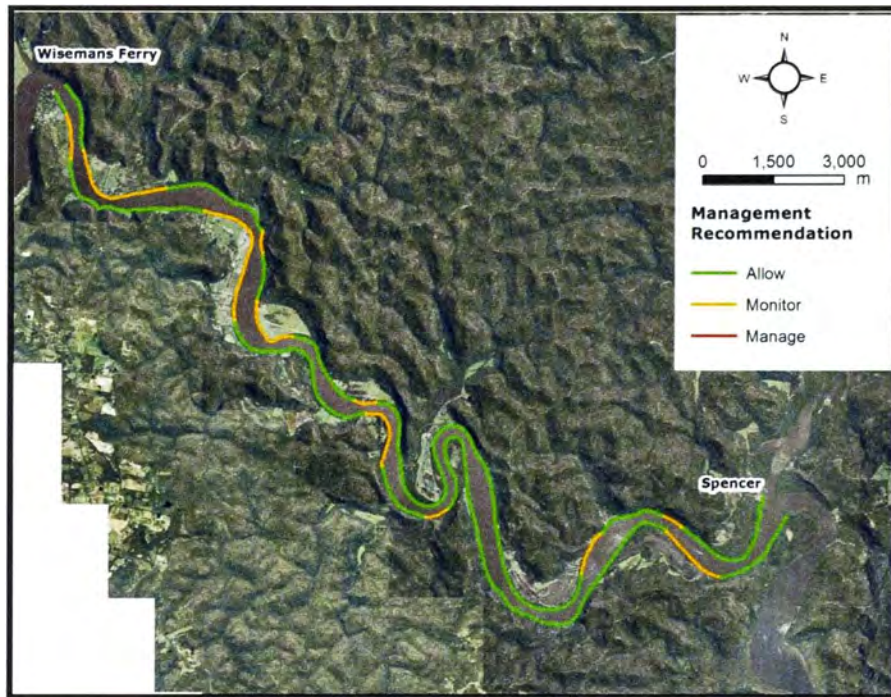 Wisemans Ferry
N
W E
S
0 1,500 3,000
m
Management
Recommendation
Allow
Monitor
Manage
Spencer